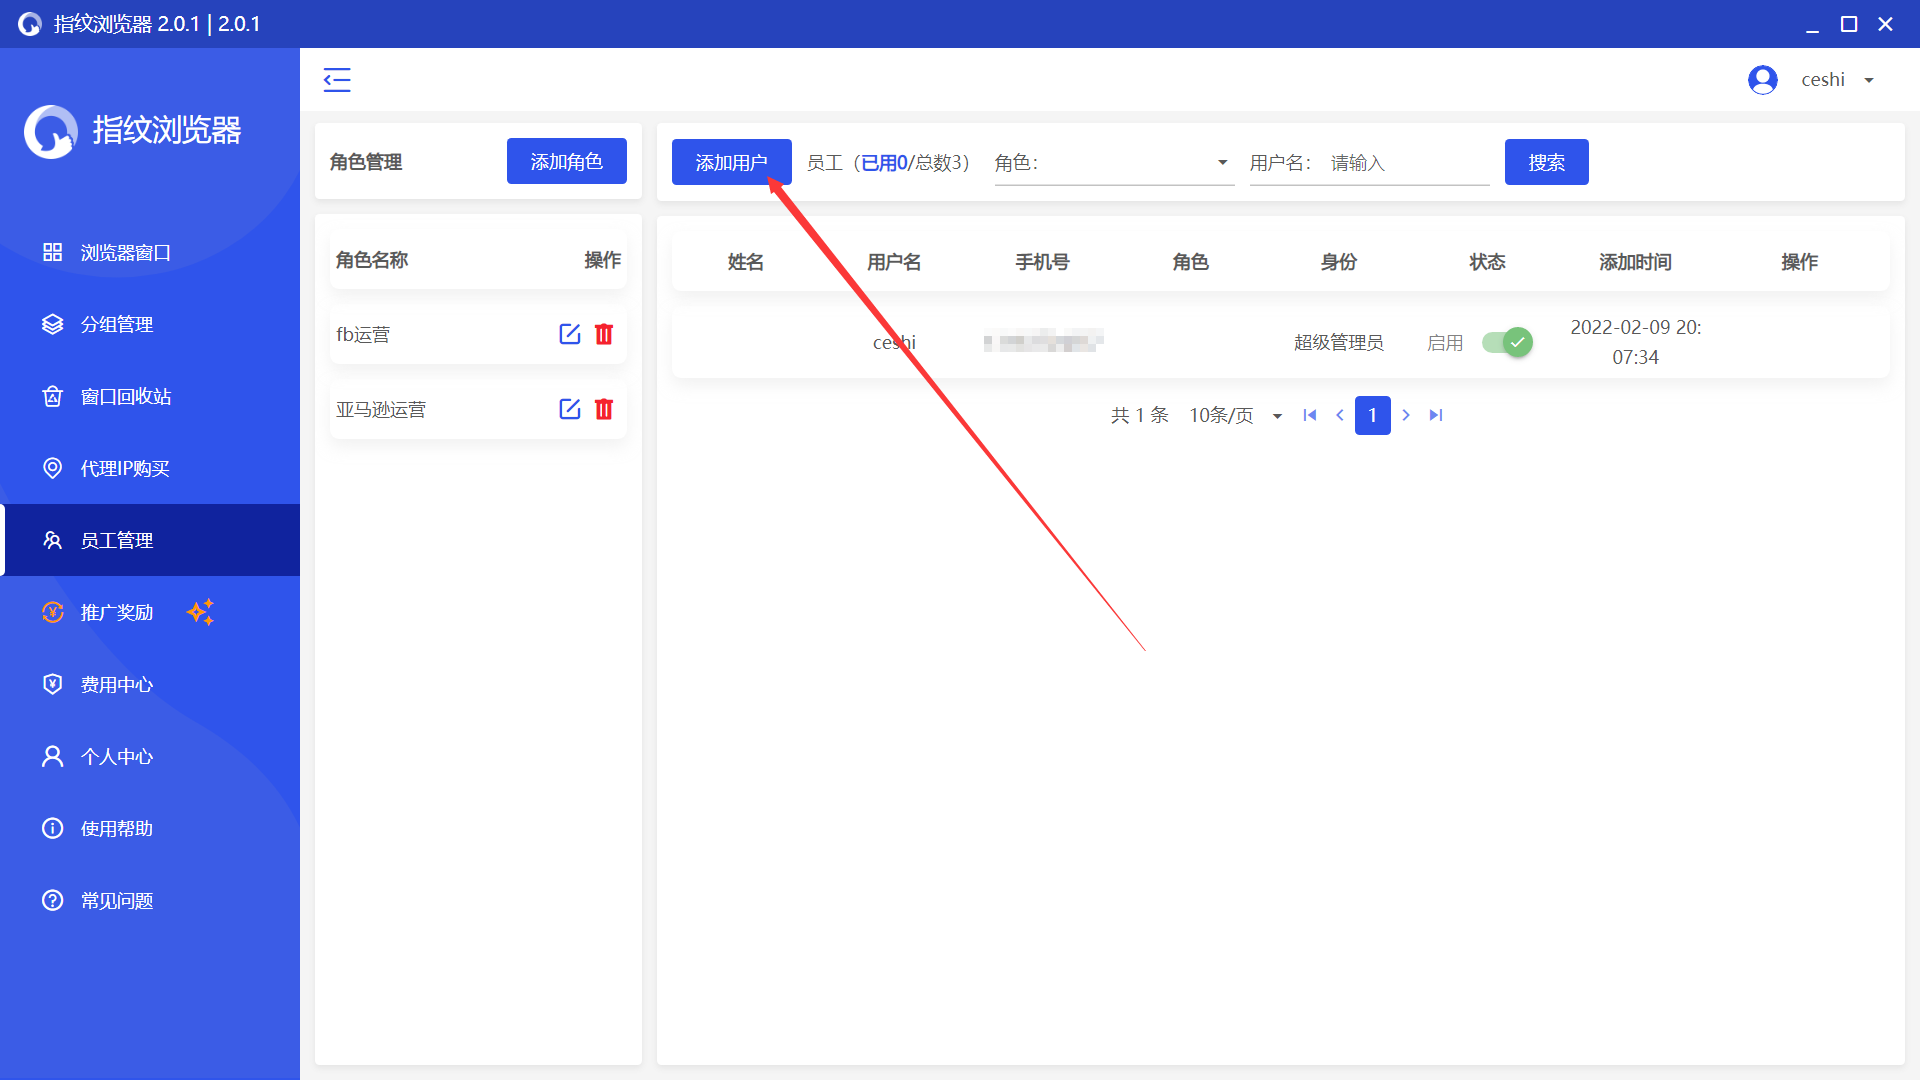 指纹浏览器 2.0.1 | 2.0.1
指纹浏览器
ceshi
浏览器窗口
分组管理
窗口回收站
代理IP购买
员工管理
推广奖励
费用中心
个人中心
使用帮助
常见问题
角色管理
添加角色
角色名称 操作
fb运营
亚马逊运营
添加用户 员工（已用0/总数3） 角色： 用户名： 请输入 搜索
姓名 用户名 手机号 角色 身份 状态 添加时间 操作
ceshi 超级管理员 启用 2022-02-09 20:
07:34
共 1 条 10条/页 1